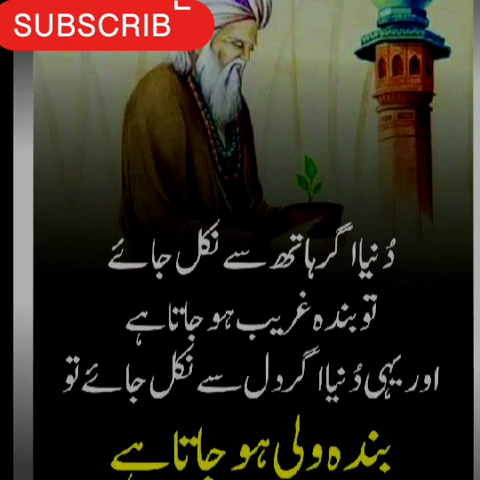 E
SUBSCRIB
دُنیا اگر ہاتھ سے نکل جائے
تو بندہ غریب ہو جاتا ہے
اور یہی دُنیا اگر دل سے نکل جائے تو
بندہ ولی ہو جاتا ہے